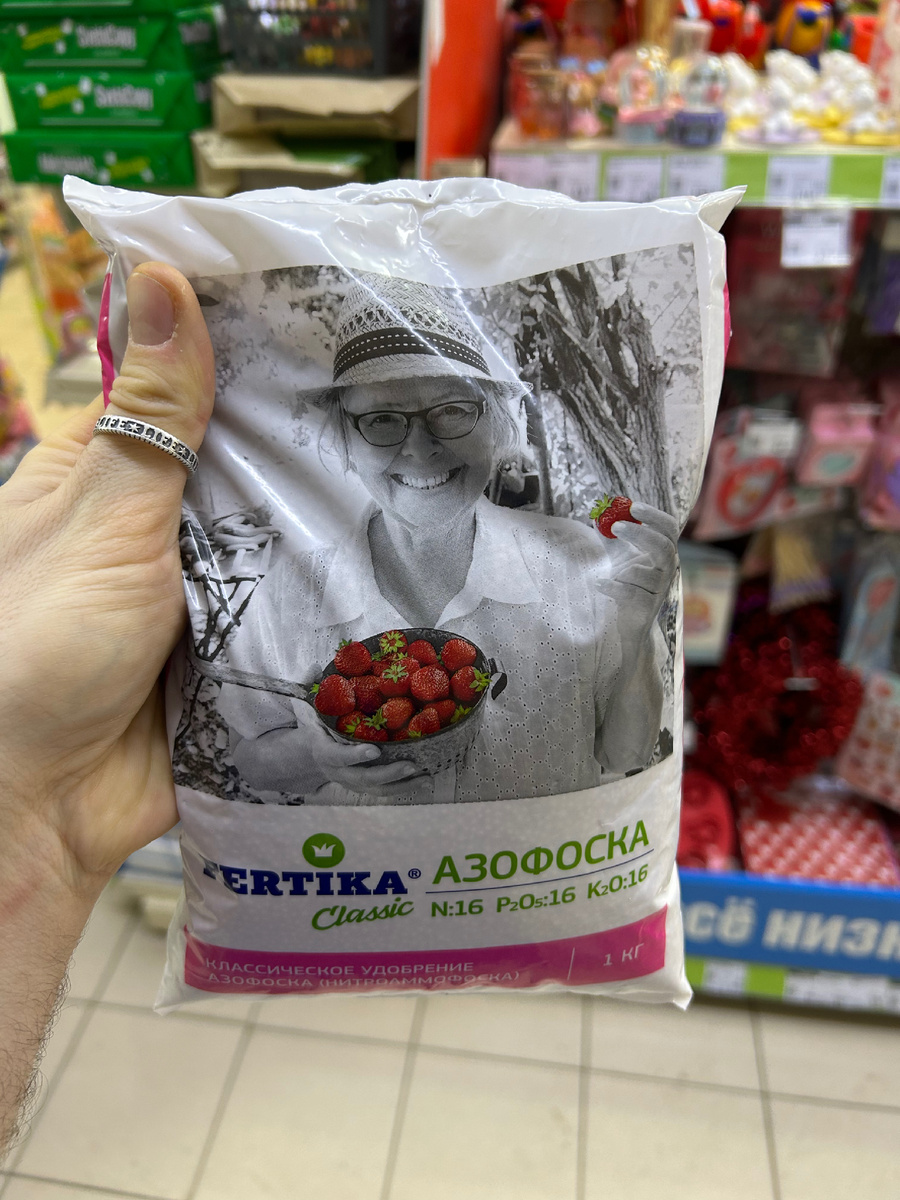 FERTIKA®
Classic
АЗОФОСКА
N:16 P₂O₅:16 K₂O:16
КЛАССИЧЕСКОЕ УДОБРЕНИЕ
АЗОФОСКА (НИТРОАММОФОСКА)
1 КГ